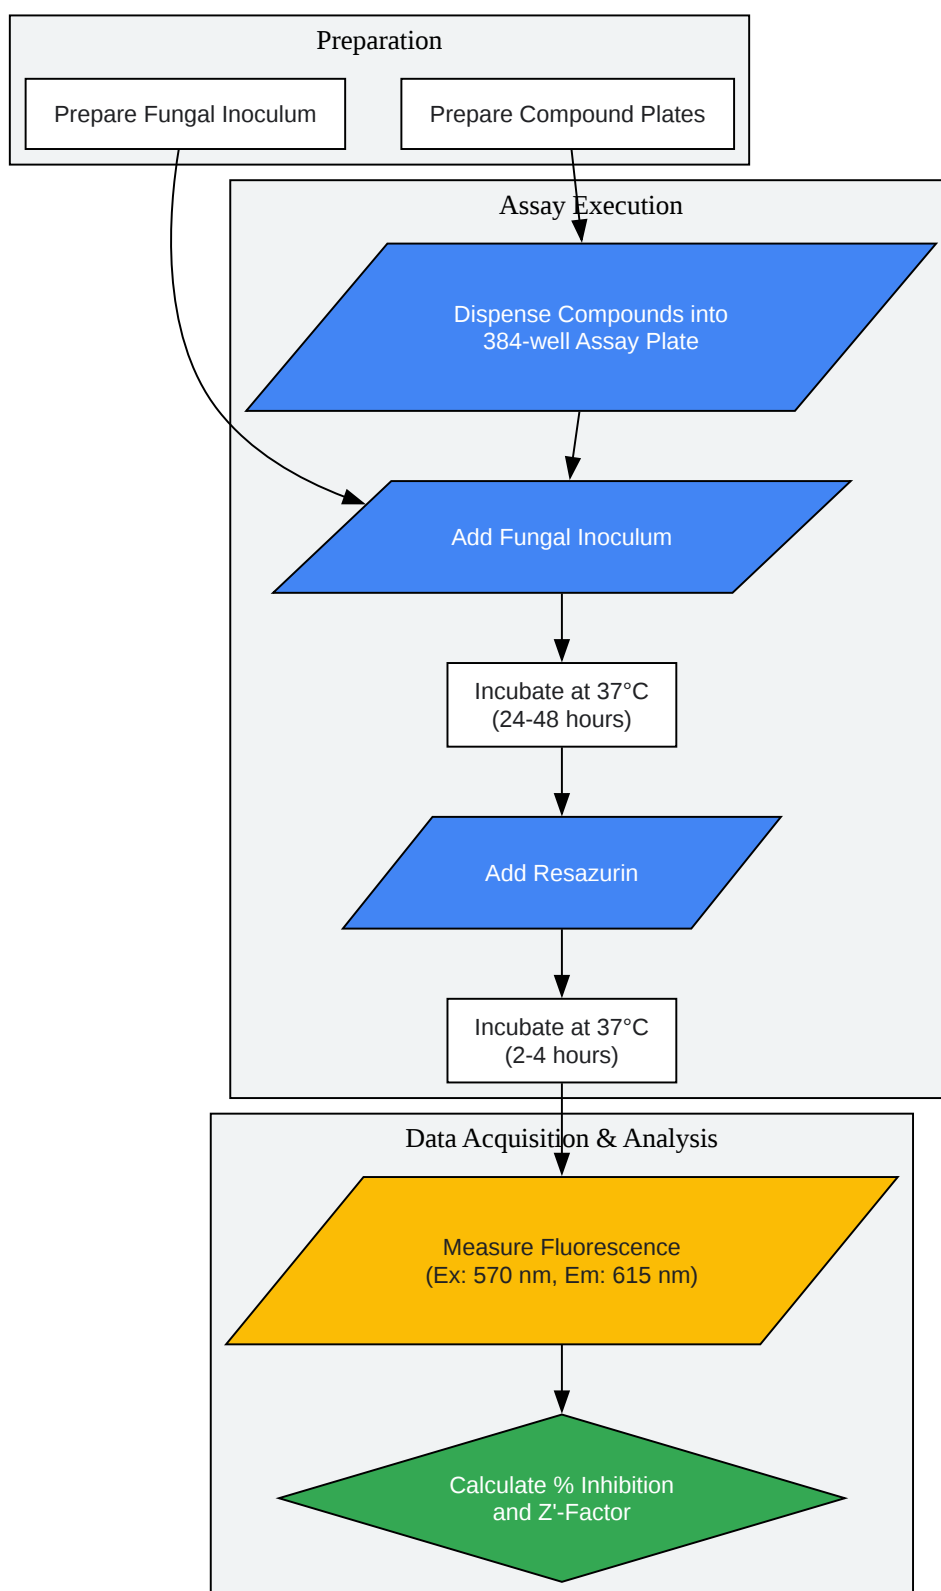 Preparation
Prepare Fungal Inoculum
Prepare Compound Plates
Assay Execution
Dispense Compounds into
384-well Assay Plate
Add Fungal Inoculum
Incubate at 37°C
(24-48 hours)
Add Resazurin
Incubate at 37°C
(2-4 hours)
Data Acquisition & Analysis
Measure Fluorescence
(Ex: 570 nm, Em: 615 nm)
Calculate % Inhibition
and Z'-Factor